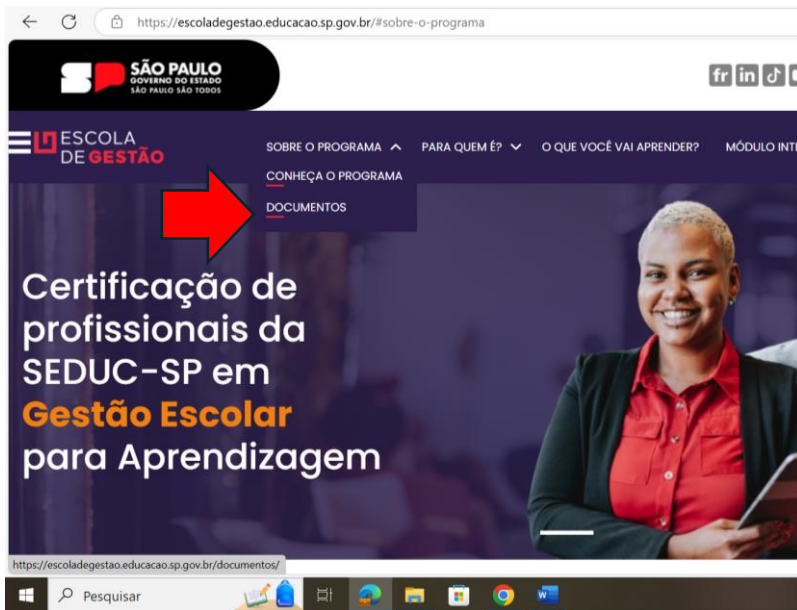 https://escoladegestao.educacao.sp.gov.br/#sobre-o-programa
SÃO PAULO
GOVERNO DO ESTADO
SÃO PAULO SÃO TODOS
ESCOLA
DE GESTÃO
SOBRE O PROGRAMA
PARA QUEM É?
O QUE VOCÊ VAI APRENDER?
MÓDULO INT
CONHEÇA O PROGRAMA
DOCUMENTOS
Certificação de
profissionais da
SEDUC-SP em
Gestão Escolar
para Aprendizagem
https://escoladegestao.educacao.sp.gov.br/documentos/
Pesquisar